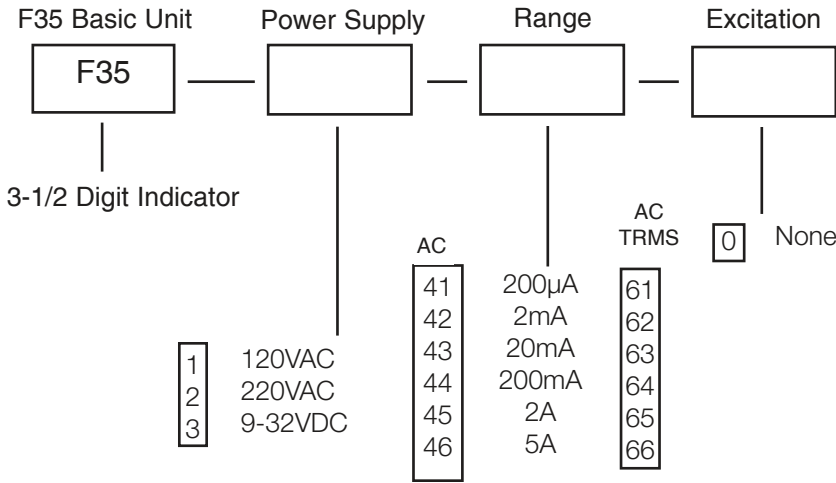 F35 Basic Unit Power Supply Range Excitation
F35
3-1/2 Digit Indicator
AC
TRMS
0 None
AC
41 200µA 61
42 2mA 62
43 20mA 63
44 200mA 64
45 2A 65
46 5A 66
1 120VAC
2 220VAC
3 9-32VDC